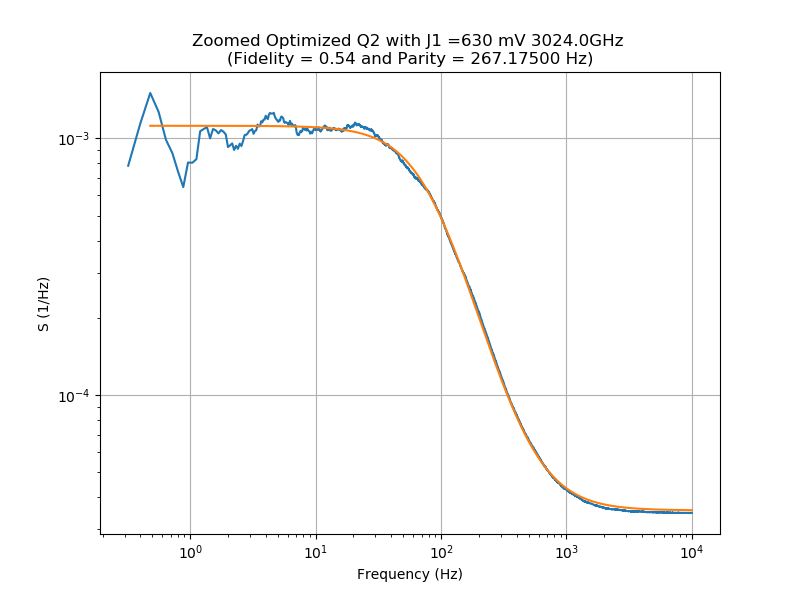 Zoomed Optimized Q2 with J1 =630 mV 3024.0GHz
(Fidelity = 0.54 and Parity = 267.17500 Hz)
S (1/Hz)
10⁻³
10⁻⁴
10⁰ 10¹ 10² 10³ 10⁴
Frequency (Hz)